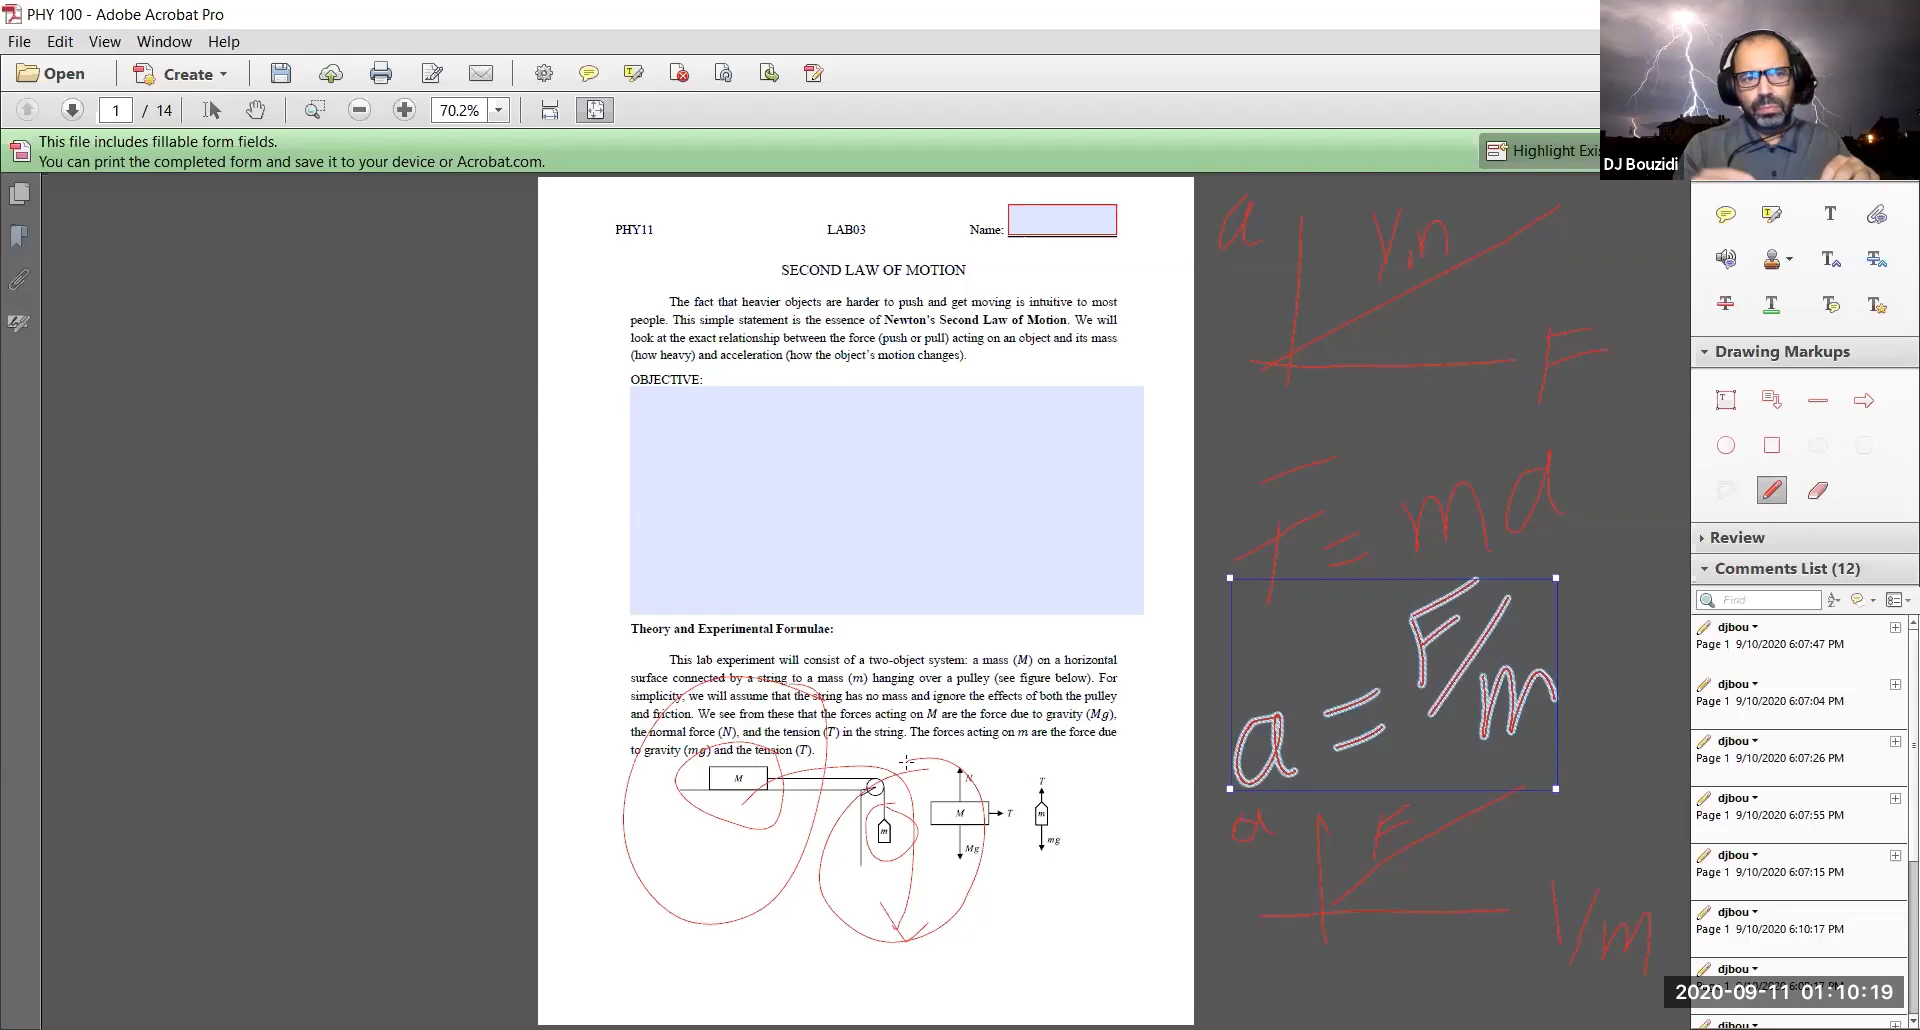 PHY 100 - Adobe Acrobat Pro
File Edit View Window Help
Open Create
1 / 14 70.2%
This file includes fillable form fields.
You can print the completed form and save it to your device or Acrobat.com.
Highlight Exi
DJ Bouzidi
PHY11 LAB03 Name:
SECOND LAW OF MOTION
The fact that heavier objects are harder to push and get moving is intuitive to most
people. This simple statement is the essence of Newton's Second Law of Motion. We will
look at the exact relationship between the force (push or pull) acting on an object and its mass
(how heavy) and acceleration (how the object's motion changes).
OBJECTIVE:
Theory and Experimental Formulae:
This lab experiment will consist of a two-object system: a mass (M) on a horizontal
surface connected by a string to a mass (m) hanging over a pulley (see figure below). For
simplicity, we will assume that the string has no mass and ignore the effects of both the pulley
and friction. We see from these that the forces acting on M are the force due to gravity (Mg),
the normal force (N), and the tension (T) in the string. The forces acting on m are the force due
to gravity (mg) and the tension (T).
M
m
N
M
T
Mg
T
m
mg
a
F
F = ma
a = F/m
a
F
1/m
Drawing Markups
Review
Comments List (12)
Find
djbou
Page 1 9/10/2020 6:07:47 PM
djbou
Page 1 9/10/2020 6:07:04 PM
djbou
Page 1 9/10/2020 6:07:26 PM
djbou
Page 1 9/10/2020 6:07:55 PM
djbou
Page 1 9/10/2020 6:07:15 PM
djbou
Page 1 9/10/2020 6:10:17 PM
djbou
2020-09-11 01:10:19
djbou